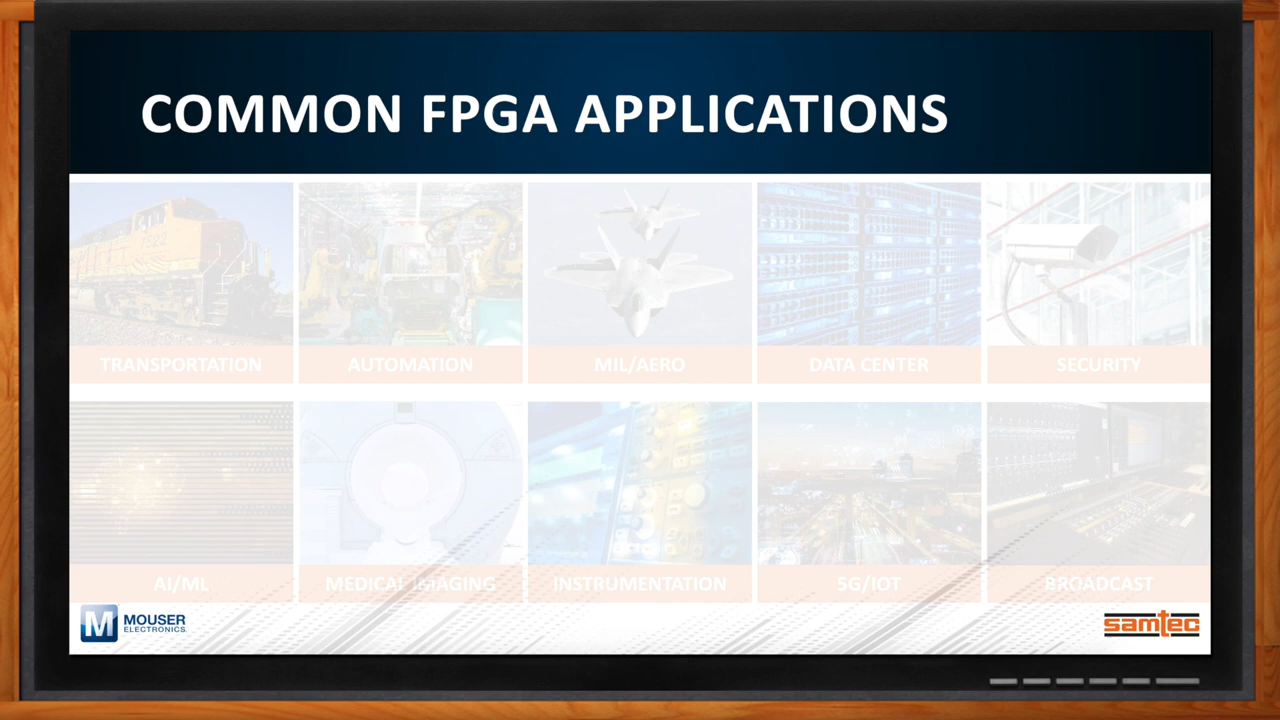 COMMON FPGA APPLICATIONS
TRANSPORTATION
AUTOMATION
MIL/AERO
DATA CENTER
SECURITY
AI/ML
MEDICAL IMAGING
INSTRUMENTATION
5G/IOT
BROADCAST
M MOUSER
ELECTRONICS.
samtec